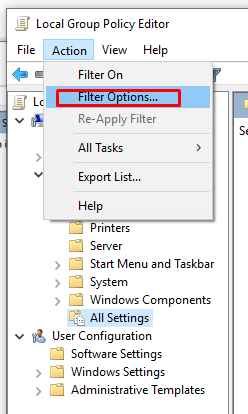 Local Group Policy Editor
File Action View Help
Filter On
Filter Options...
Re-Apply Filter
All Tasks
Export List...
Help
Printers
Server
Start Menu and Taskbar
System
Windows Components
All Settings
User Configuration
Software Settings
Windows Settings
Administrative Templates